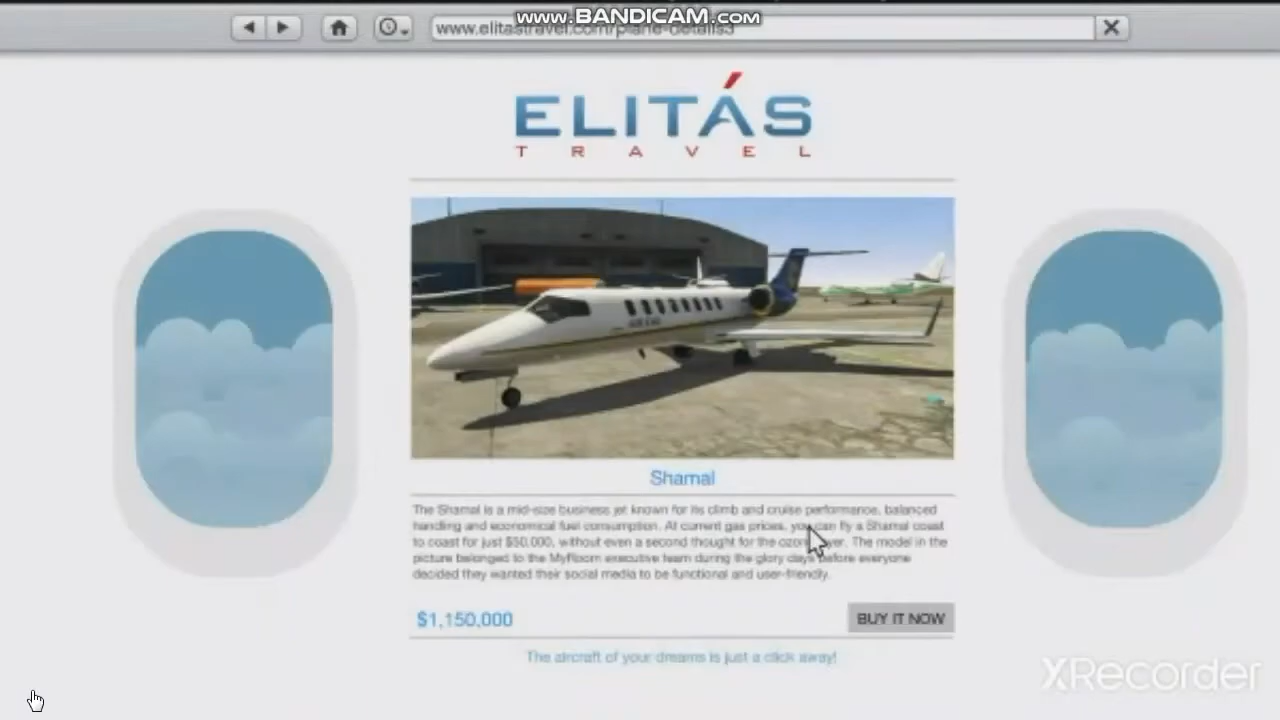 www.BANDICAM.com
www.elitastravel.com/plane-details3
ELITÁS
TRAVEL
Shamal
The Shamal is a mid-size business jet known for its climb and cruise performance, balanced
handling and economical fuel consumption. At current gas prices, you can fly a Shamal coast
to coast for just $50,000, without even a second thought for the ozone layer. The model in the
picture belonged to the MyRoom executive team during the glory days before everyone
decided they wanted their social media to be functional and user-friendly.
$1,150,000
BUY IT NOW
The aircraft of your dreams is just a click away!
XRecorder